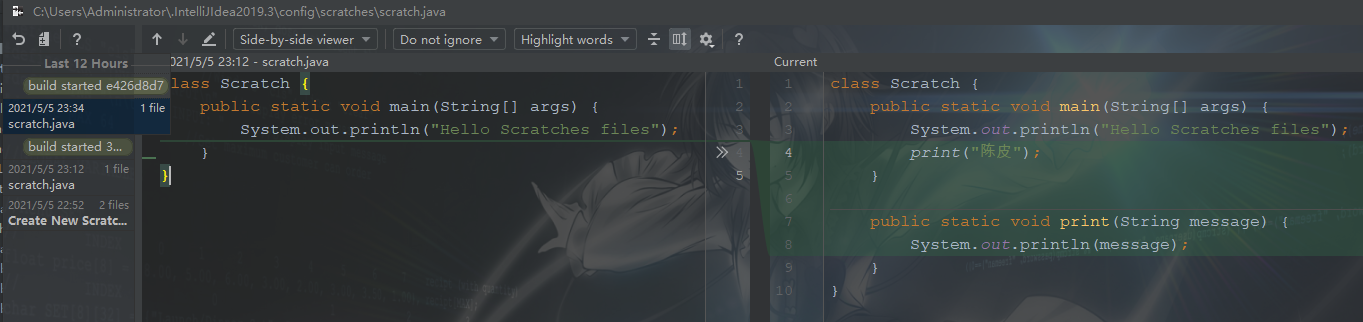 C:\Users\Administrator\.IntelliJIdea2019.3\config\scratches\scratch.java
Side-by-side viewer
Do not ignore
Highlight words
?
?
Last 12 Hours
build started e426d8d7
2021/5/5 23:34 1 file
scratch.java
build started 3...
2021/5/5 23:12 1 file
scratch.java
2021/5/5 22:52 2 files
Create New Scratc...
021/5/5 23:12 - scratch.java
lass Scratch {
public static void main(String[] args) {
System.out.println("Hello Scratches files");
}
}
1
2
3
4
5
Current
1 class Scratch {
2 public static void main(String[] args) {
3 System.out.println("Hello Scratches files");
4 print("陈皮");
5 }
6
7 public static void print(String message) {
8 System.out.println(message);
9 }
10 }